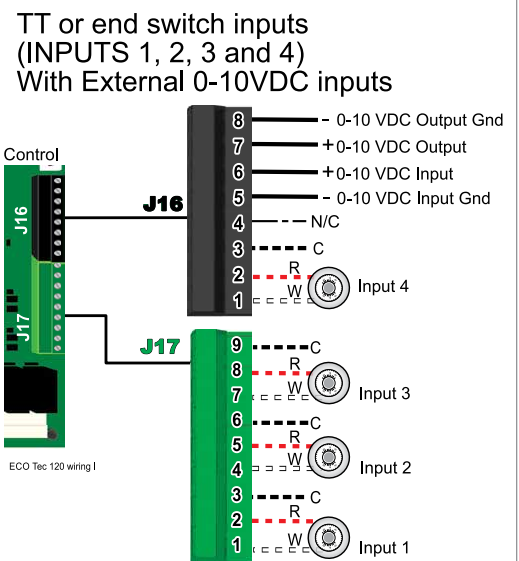 TT or end switch inputs
(INPUTS 1, 2, 3 and 4)
With External 0-10VDC inputs
Control
J16
J17
ECO Tec 120 wiring I
J16
8 - 0-10 VDC Output Gnd
7 +0-10 VDC Output
6 +0-10 VDC Input
5 - 0-10 VDC Input Gnd
4 N/C
3 C
2 R
1 W Input 4
J17
9 C
8 R
7 W Input 3
6 C
5 R
4 W Input 2
3 C
2 R
1 W Input 1